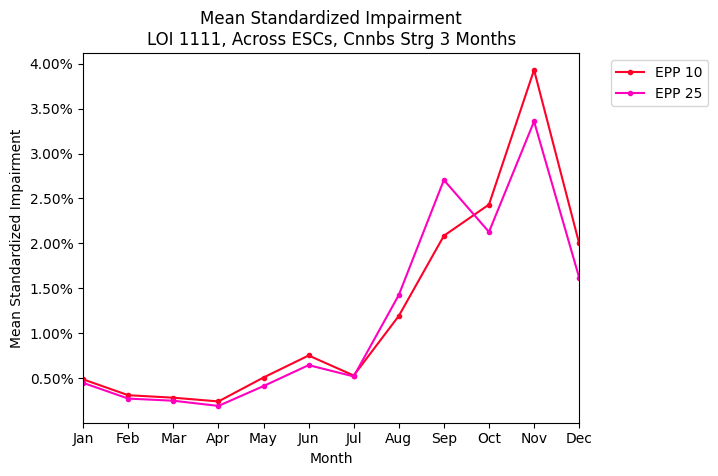 Mean Standardized Impairment
LOI 1111, Across ESCs, Cnnbs Strg 3 Months
EPP 10
EPP 25
Mean Standardized Impairment
4.00%
3.50%
3.00%
2.50%
2.00%
1.50%
1.00%
0.50%
Jan Feb Mar Apr May Jun Jul Aug Sep Oct Nov Dec
Month